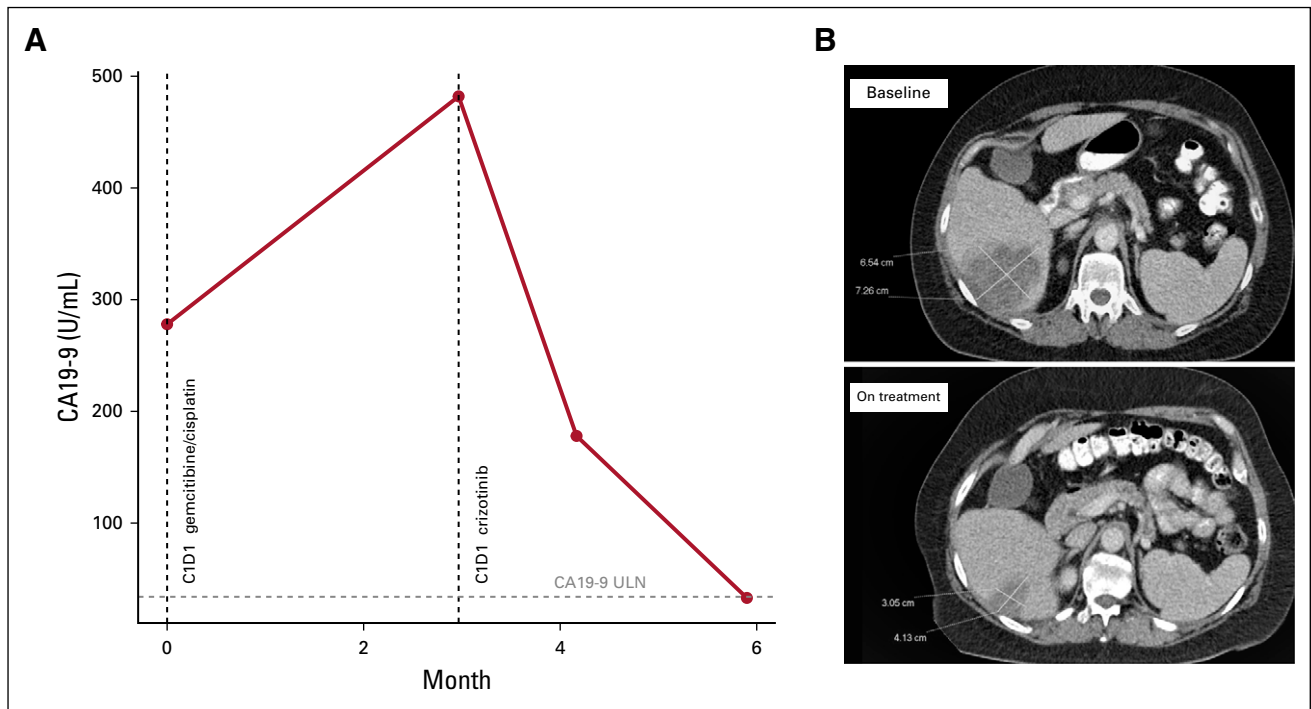 A
500
400
300
200
100
CA19-9 (U/mL)
C1D1 gemcitibine/cisplatin
C1D1 crizotinib
CA19-9 ULN
0
2
4
6
Month
B
Baseline
6.54 cm
7.26 cm
On treatment
3.05 cm
4.13 cm